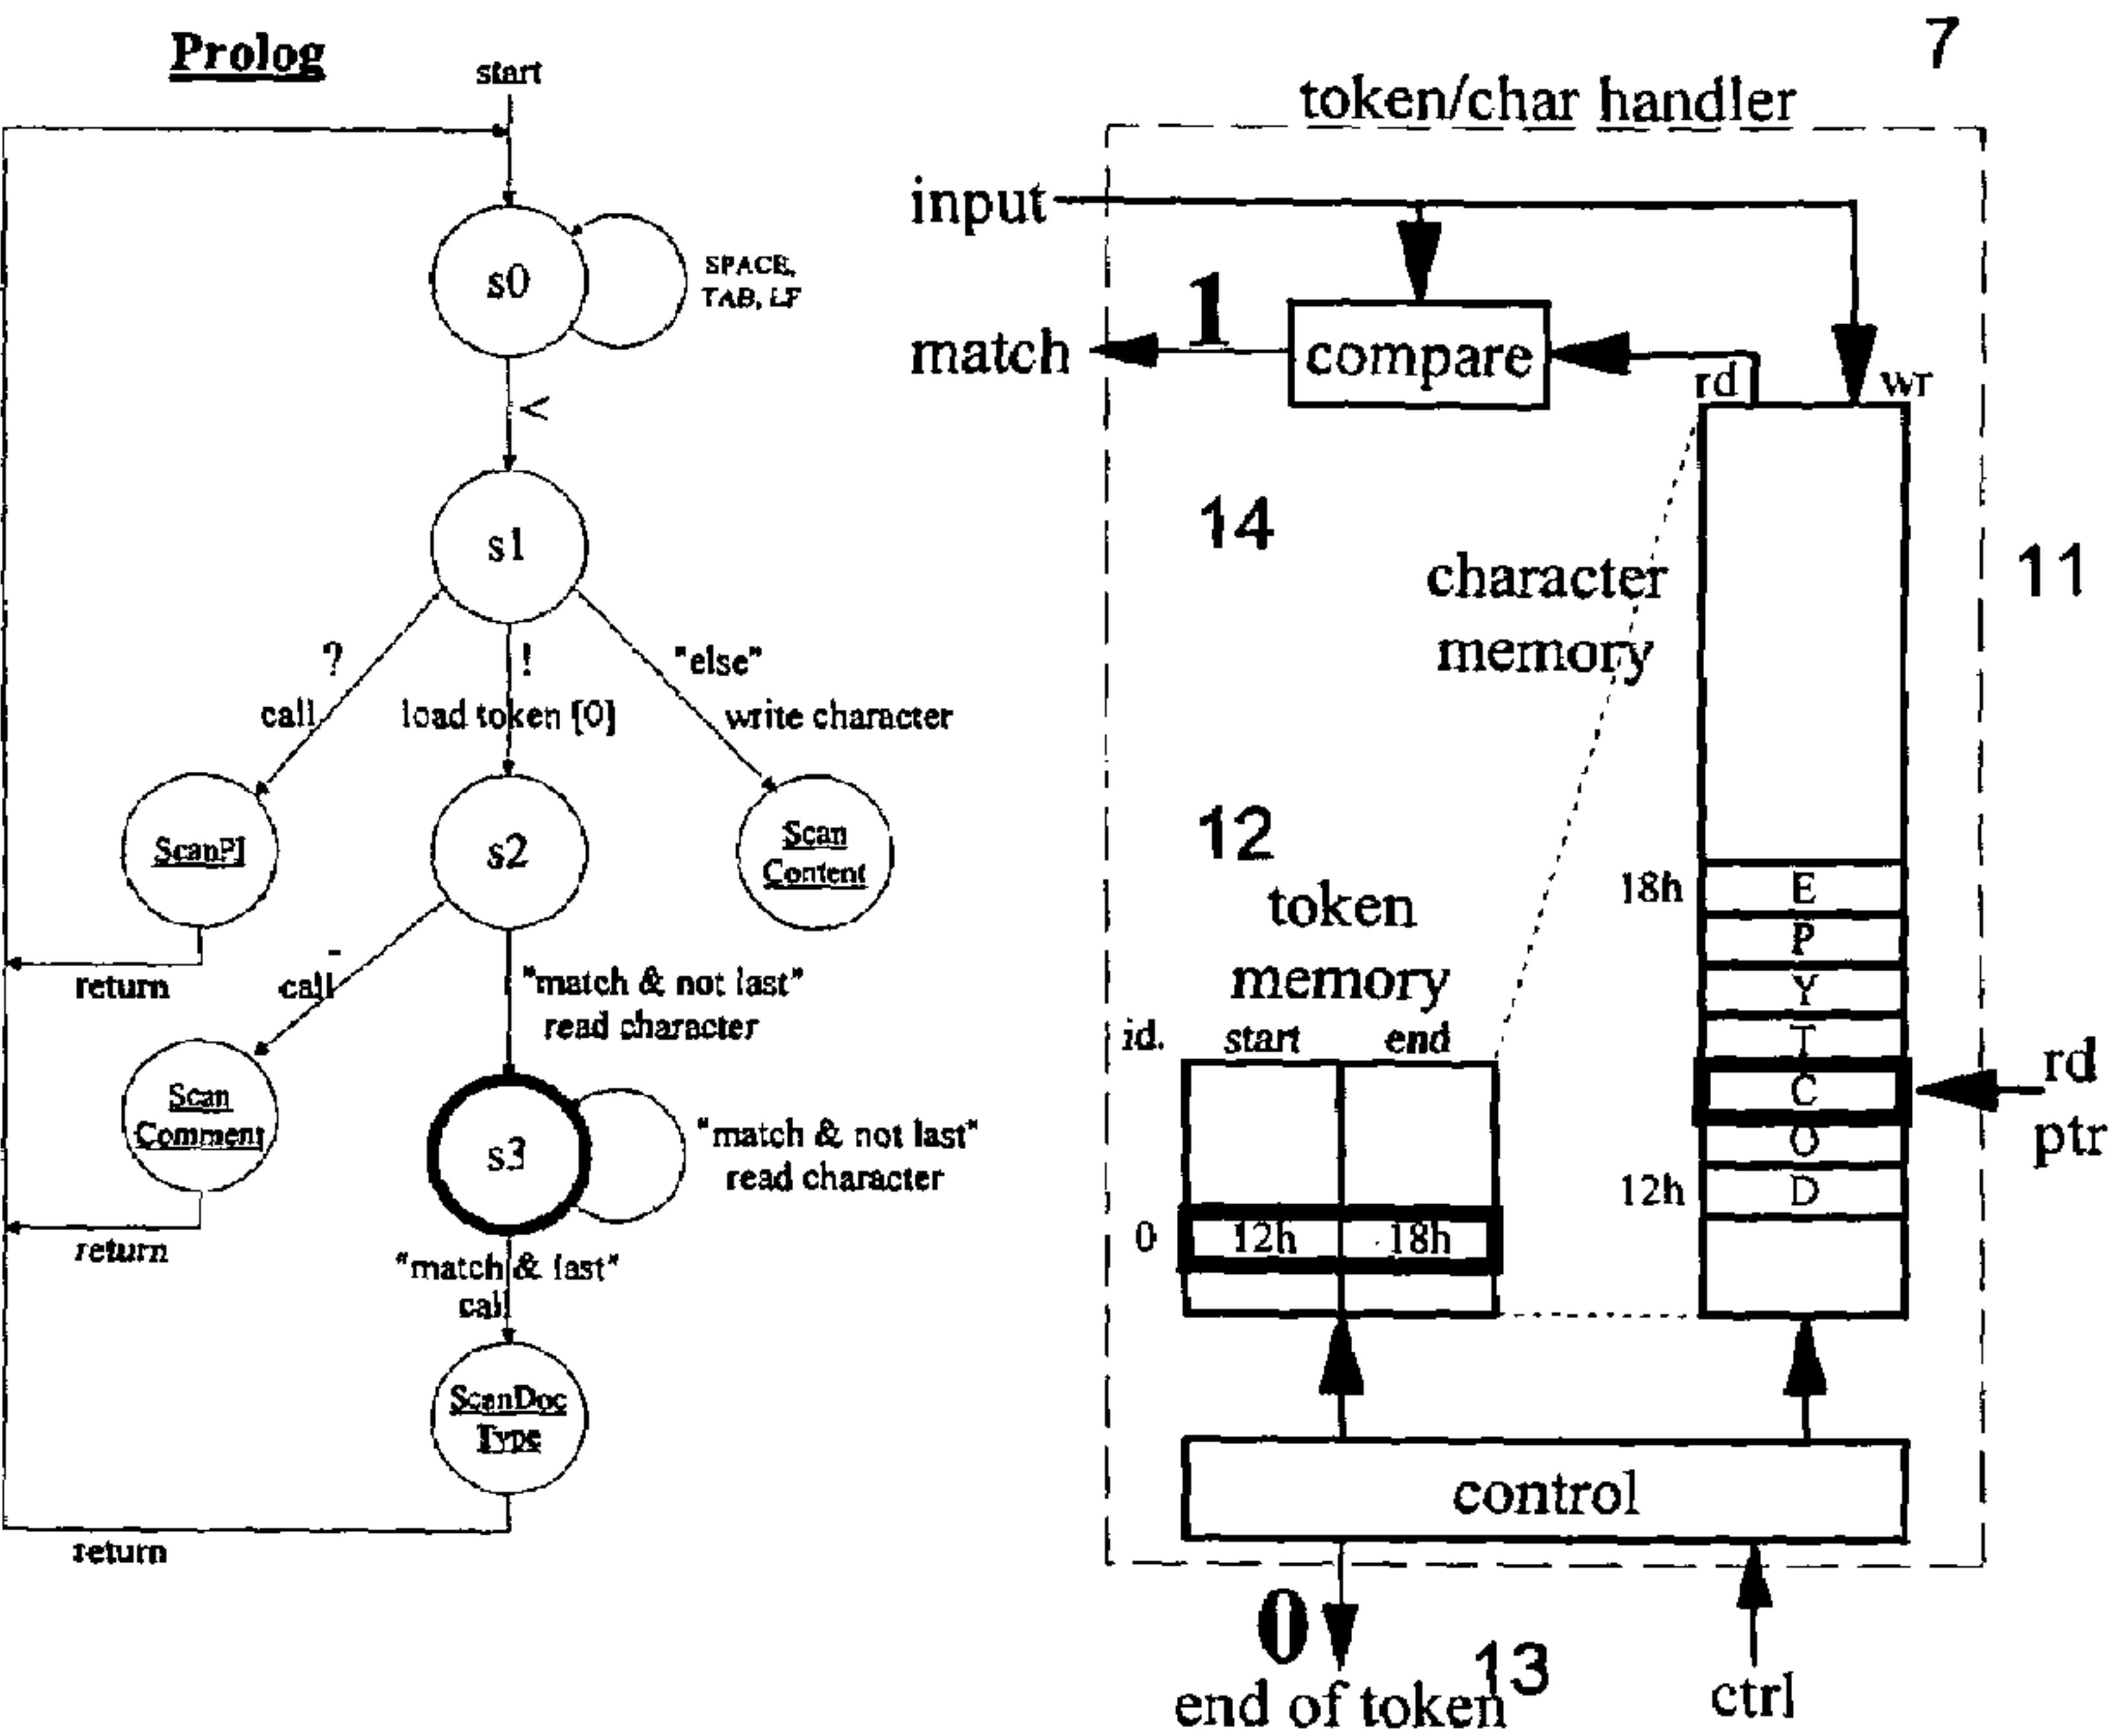 Prolog
start
s0
SPACE,
TAB, LF
<
s1
?
call
!
load token [0]
"else"
write character
ScanPI
s2
Scan
Content
return
-
call
"match & not last"
read character
Scan
Comment
s3
"match & not last"
read character
return
"match & last"
call
ScanDoc
Type
return
7
token/char handler
input
match
1
compare
rd
wr
14
character
memory
11
12
token
memory
id.
start
end
0
12h
18h
18h
E
P
Y
T
C
O
12h
D
rd
ptr
control
0
13
end of token
ctrl